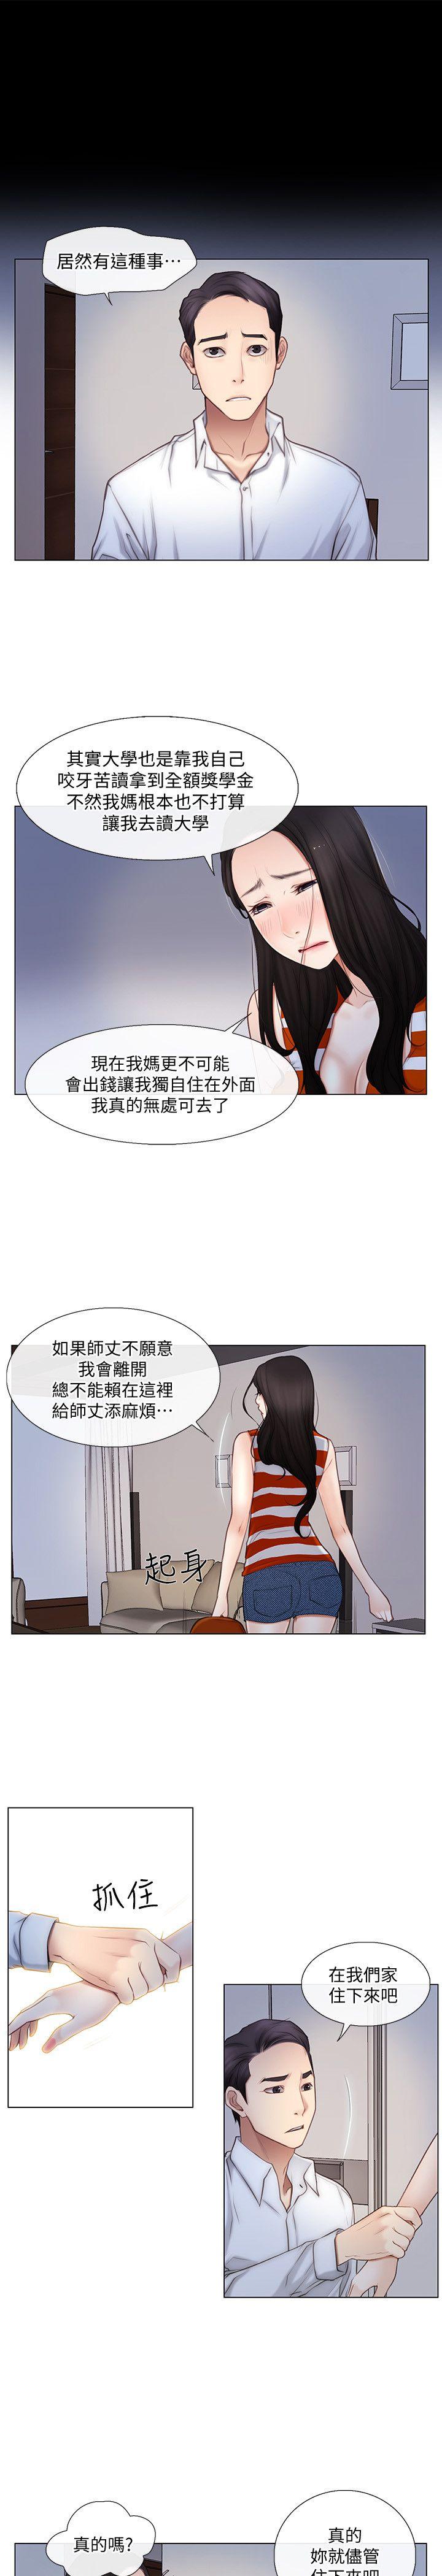 居然有這種事…
其實大學也是靠我自己
咬牙苦讀拿到全額獎學金
不然我媽根本也不打算
讓我去讀大學
現在我媽更不可能
會出錢讓我獨自住在外面
我真的無處可去了
如果師丈不願意
我會離開
總不能賴在這裡
給師丈添麻煩…
起身
抓住
在我們家
住下來吧
真的嗎?
真的
妳就儘管
住下來吧